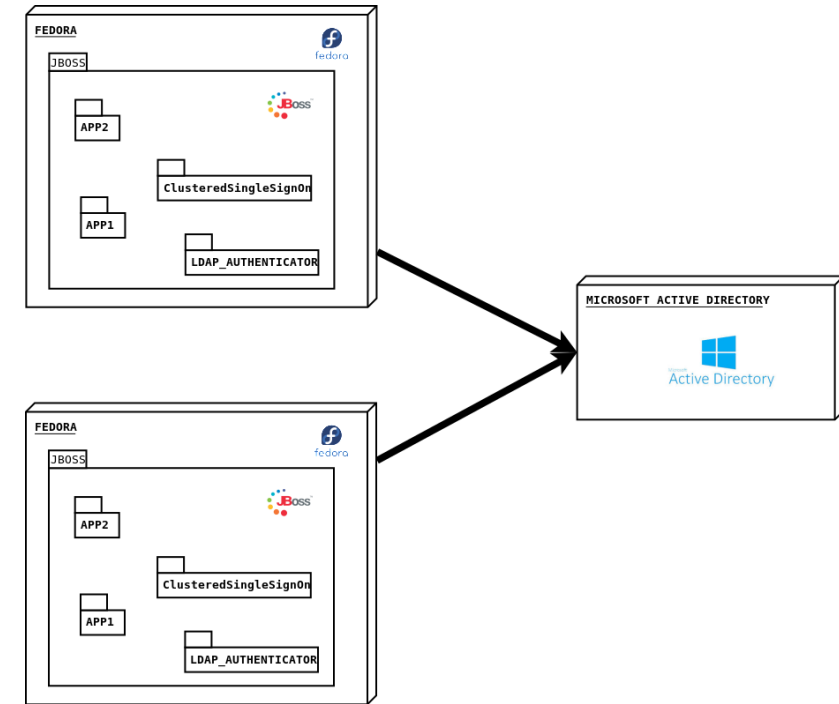 FEDORA
fedora
JBOSS
JBoss
APP2
ClusteredSingleSignOn
APP1
LDAP_AUTHENTICATOR
MICROSOFT ACTIVE DIRECTORY
Active Directory
FEDORA
fedora
JBOSS
JBoss
APP2
ClusteredSingleSignOn
APP1
LDAP_AUTHENTICATOR